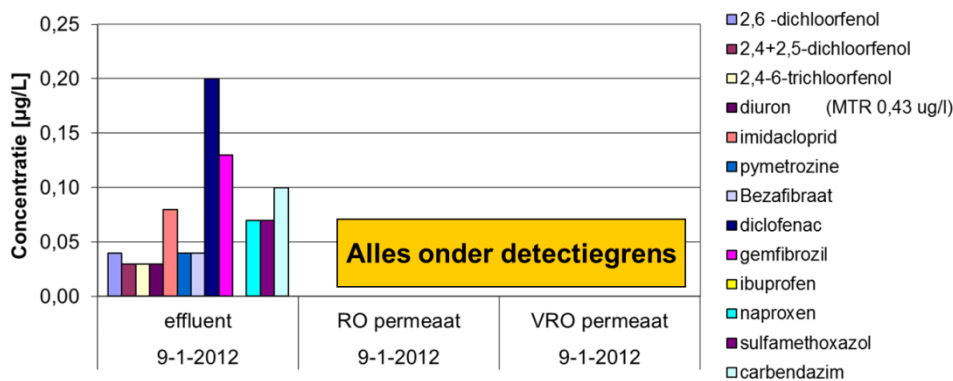 Concentratie [µg/L]
0,25
0,20
0,15
0,10
0,05
0,00
Alles onder detectiegrens
effluent
RO permeaat
VRO permeaat
9-1-2012
9-1-2012
9-1-2012
2,6 -dichloorfenol
2,4+2,5-dichloorfenol
2,4-6-trichloorfenol
diuron (MTR 0,43 ug/l)
imidacloprid
pymetrozine
Bezafibraat
diclofenac
gemfibrozil
ibuprofen
naproxen
sulfamethoxazol
carbendazim